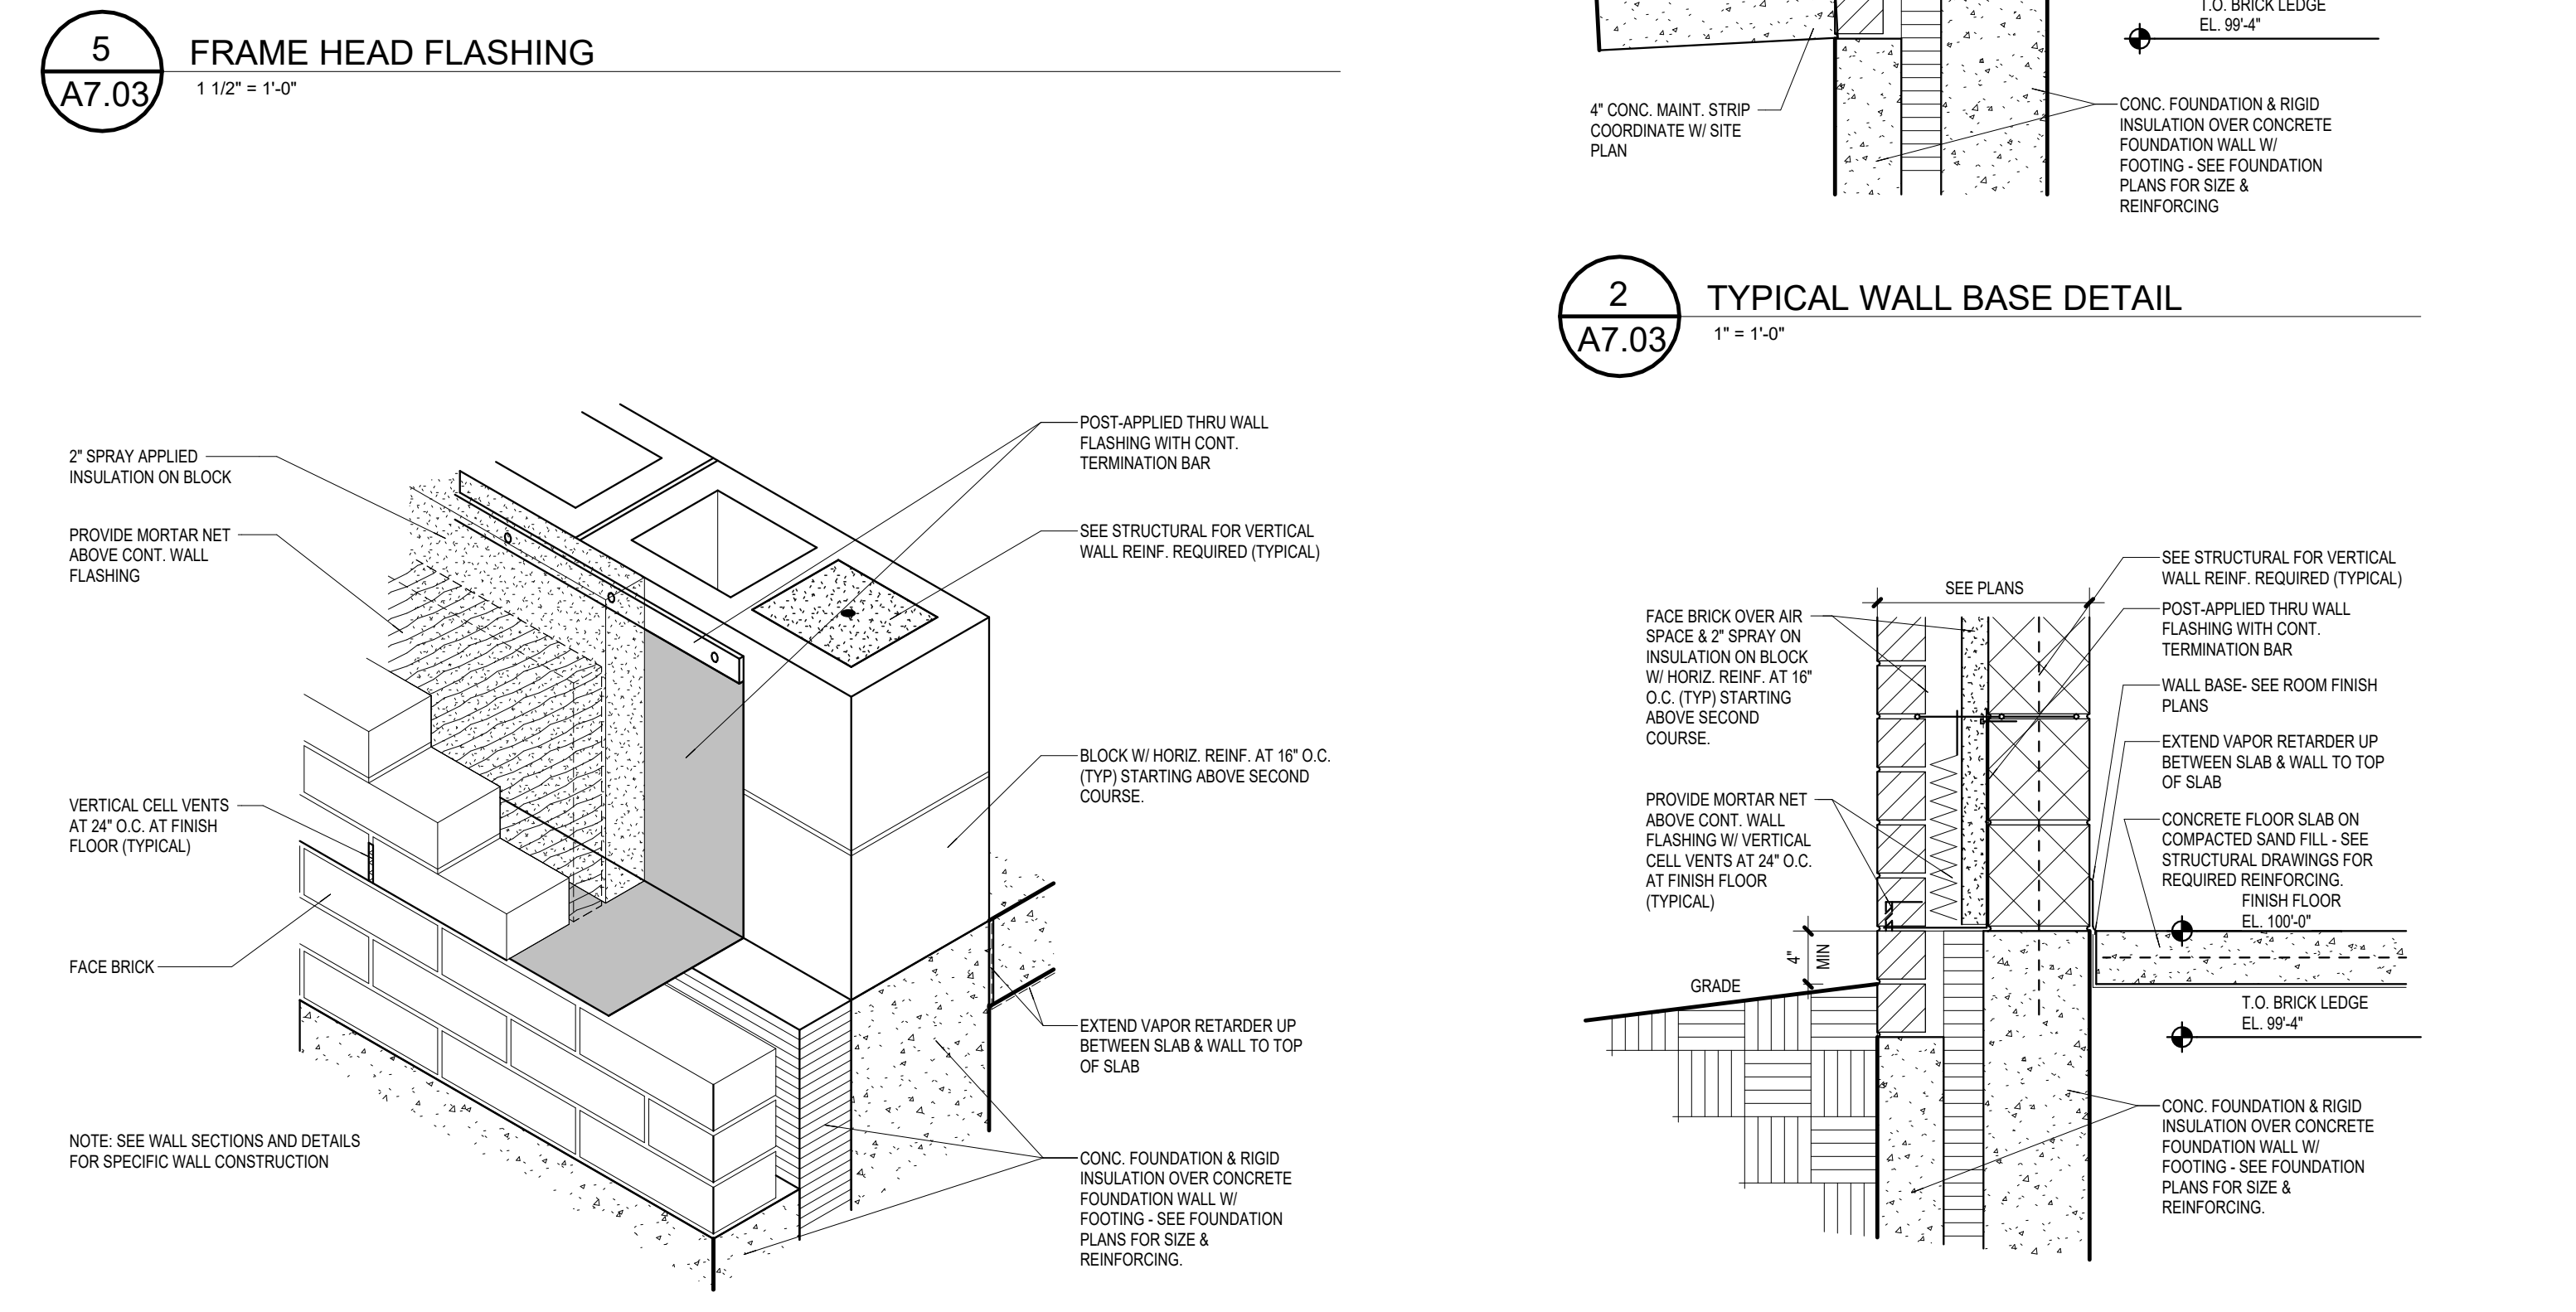 5
A7.03
FRAME HEAD FLASHING
1 1/2" = 1'-0"
T.O. BRICK LEDGE
EL. 99'-4"
4" CONC. MAINT. STRIP
COORDINATE W/ SITE
PLAN
CONC. FOUNDATION & RIGID
INSULATION OVER CONCRETE
FOUNDATION WALL W/
FOOTING - SEE FOUNDATION
PLANS FOR SIZE &
REINFORCING
2
A7.03
TYPICAL WALL BASE DETAIL
1" = 1'-0"
2" SPRAY APPLIED
INSULATION ON BLOCK
PROVIDE MORTAR NET
ABOVE CONT. WALL
FLASHING
VERTICAL CELL VENTS
AT 24" O.C. AT FINISH
FLOOR (TYPICAL)
FACE BRICK
NOTE: SEE WALL SECTIONS AND DETAILS
FOR SPECIFIC WALL CONSTRUCTION
POST-APPLIED THRU WALL
FLASHING WITH CONT.
TERMINATION BAR
SEE STRUCTURAL FOR VERTICAL
WALL REINF. REQUIRED (TYPICAL)
BLOCK W/ HORIZ. REINF. AT 16" O.C.
(TYP) STARTING ABOVE SECOND
COURSE.
EXTEND VAPOR RETARDER UP
BETWEEN SLAB & WALL TO TOP
OF SLAB
CONC. FOUNDATION & RIGID
INSULATION OVER CONCRETE
FOUNDATION WALL W/
FOOTING - SEE FOUNDATION
PLANS FOR SIZE &
REINFORCING.
SEE PLANS
FACE BRICK OVER AIR
SPACE & 2" SPRAY ON
INSULATION ON BLOCK
W/ HORIZ. REINF. AT 16"
O.C. (TYP) STARTING
ABOVE SECOND
COURSE.
PROVIDE MORTAR NET
ABOVE CONT. WALL
FLASHING W/ VERTICAL
CELL VENTS AT 24" O.C.
AT FINISH FLOOR
(TYPICAL)
4"
MIN
GRADE
SEE STRUCTURAL FOR VERTICAL
WALL REINF. REQUIRED (TYPICAL)
POST-APPLIED THRU WALL
FLASHING WITH CONT.
TERMINATION BAR
WALL BASE- SEE ROOM FINISH
PLANS
EXTEND VAPOR RETARDER UP
BETWEEN SLAB & WALL TO TOP
OF SLAB
CONCRETE FLOOR SLAB ON
COMPACTED SAND FILL - SEE
STRUCTURAL DRAWINGS FOR
REQUIRED REINFORCING.
FINISH FLOOR
EL. 100'-0"
T.O. BRICK LEDGE
EL. 99'-4"
CONC. FOUNDATION & RIGID
INSULATION OVER CONCRETE
FOUNDATION WALL W/
FOOTING - SEE FOUNDATION
PLANS FOR SIZE &
REINFORCING.